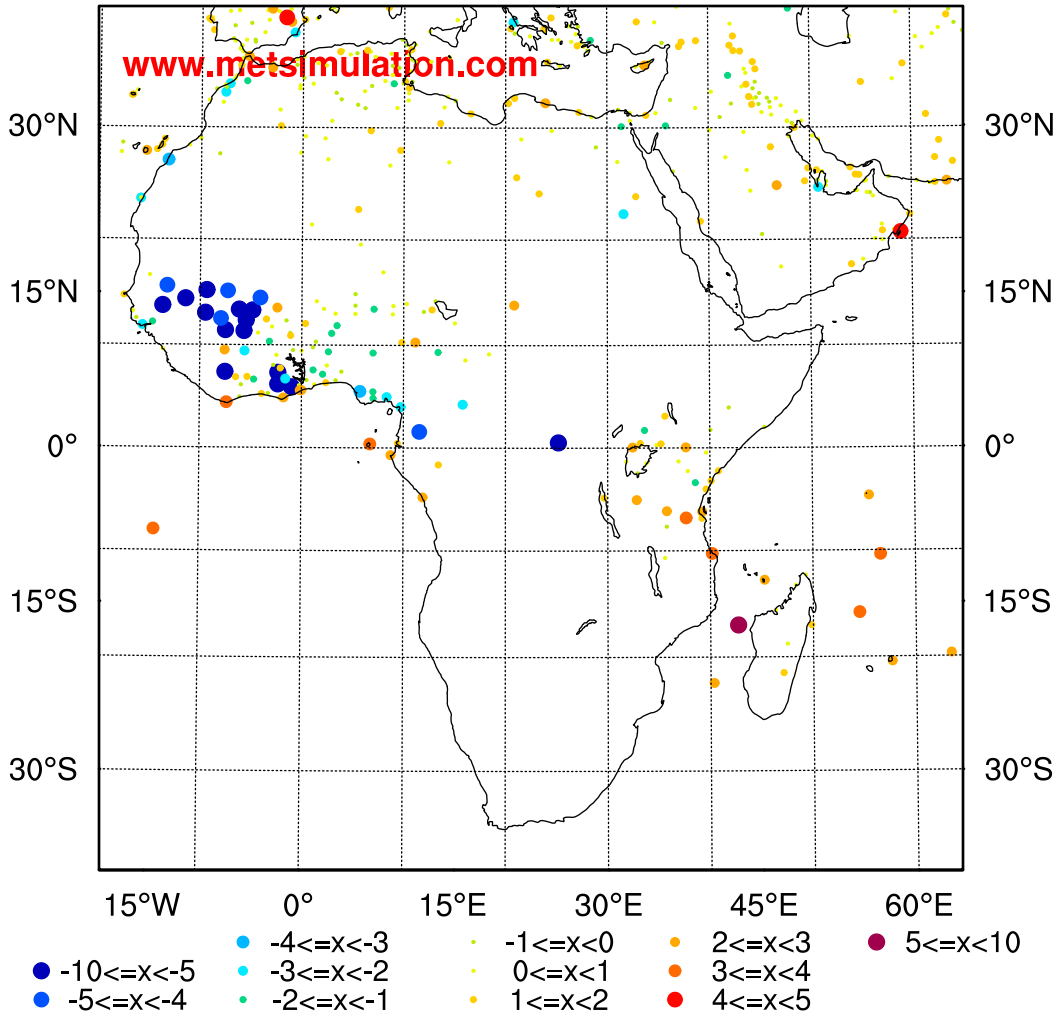 www.metsimulation.com
30°N 30°N
15°N 15°N
0° 0°
15°S 15°S
30°S 30°S
15°W 0° 15°E 30°E 45°E 60°E
-4<=x<-3 -1<=x<0 2<=x<3 5<=x<10
-10<=x<-5 -3<=x<-2 0<=x<1 3<=x<4
-5<=x<-4 -2<=x<-1 1<=x<2 4<=x<5